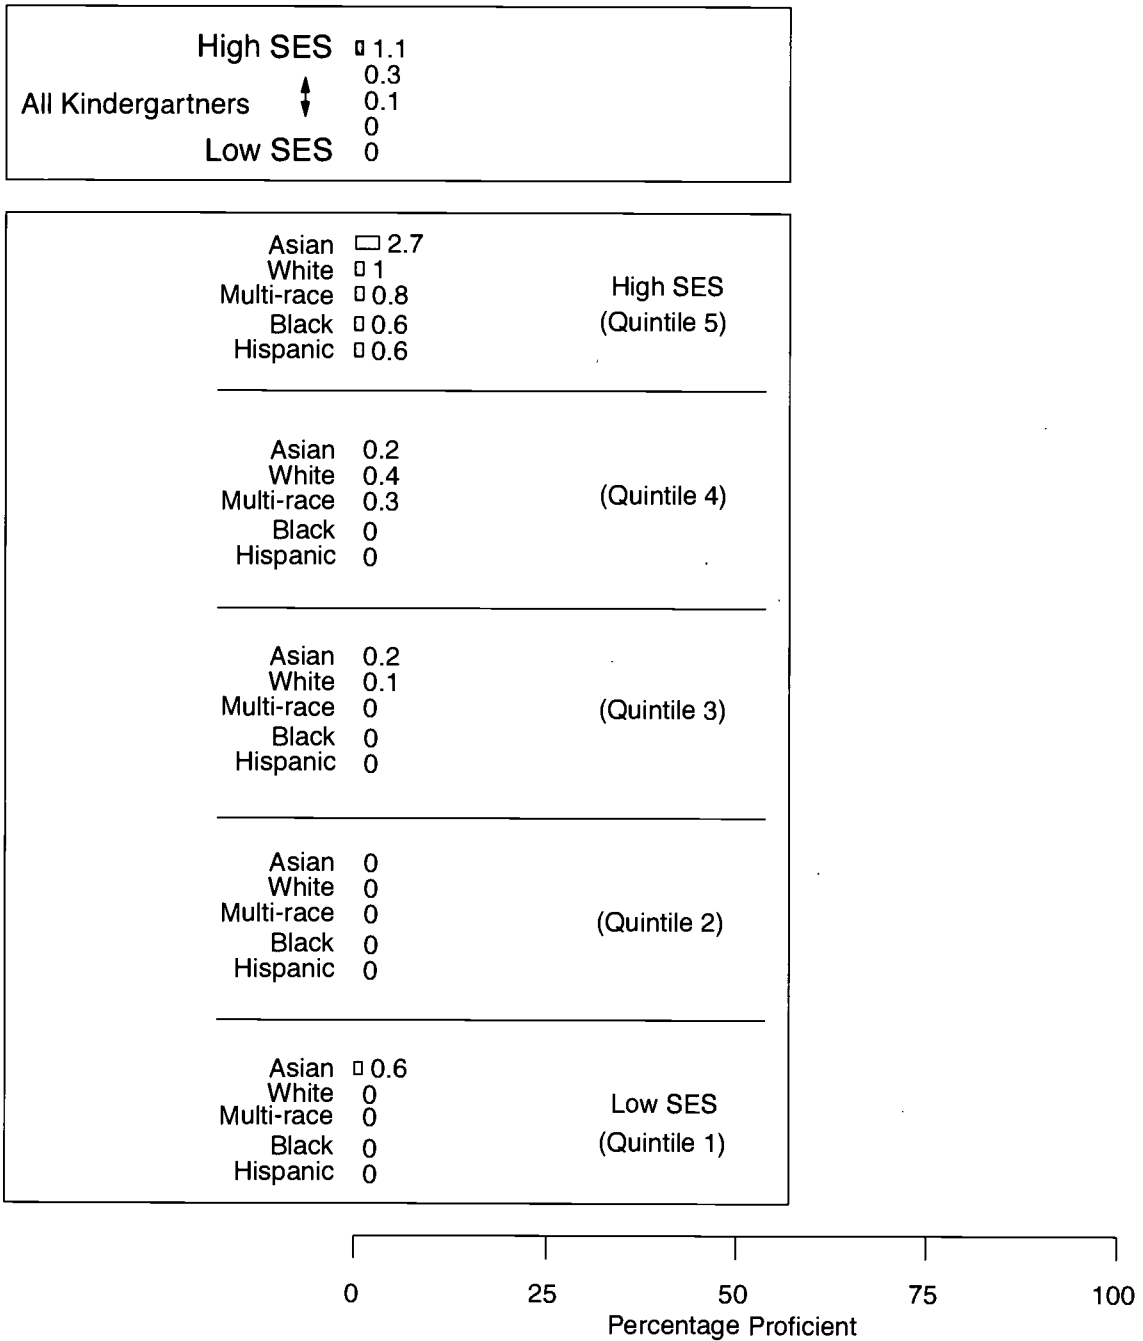 High SES 1.1
0.3
All Kindergartners 0.1
0
Low SES 0
Asian 2.7
White 1
Multi-race 0.8
Black 0.6
Hispanic 0.6
High SES
(Quintile 5)
Asian 0.2
White 0.4
Multi-race 0.3
Black 0
Hispanic 0
(Quintile 4)
Asian 0.2
White 0.1
Multi-race 0
Black 0
Hispanic 0
(Quintile 3)
Asian 0
White 0
Multi-race 0
Black 0
Hispanic 0
(Quintile 2)
Asian 0.6
White 0
Multi-race 0
Black 0
Hispanic 0
Low SES
(Quintile 1)
0 25 50 75 100
Percentage Proficient